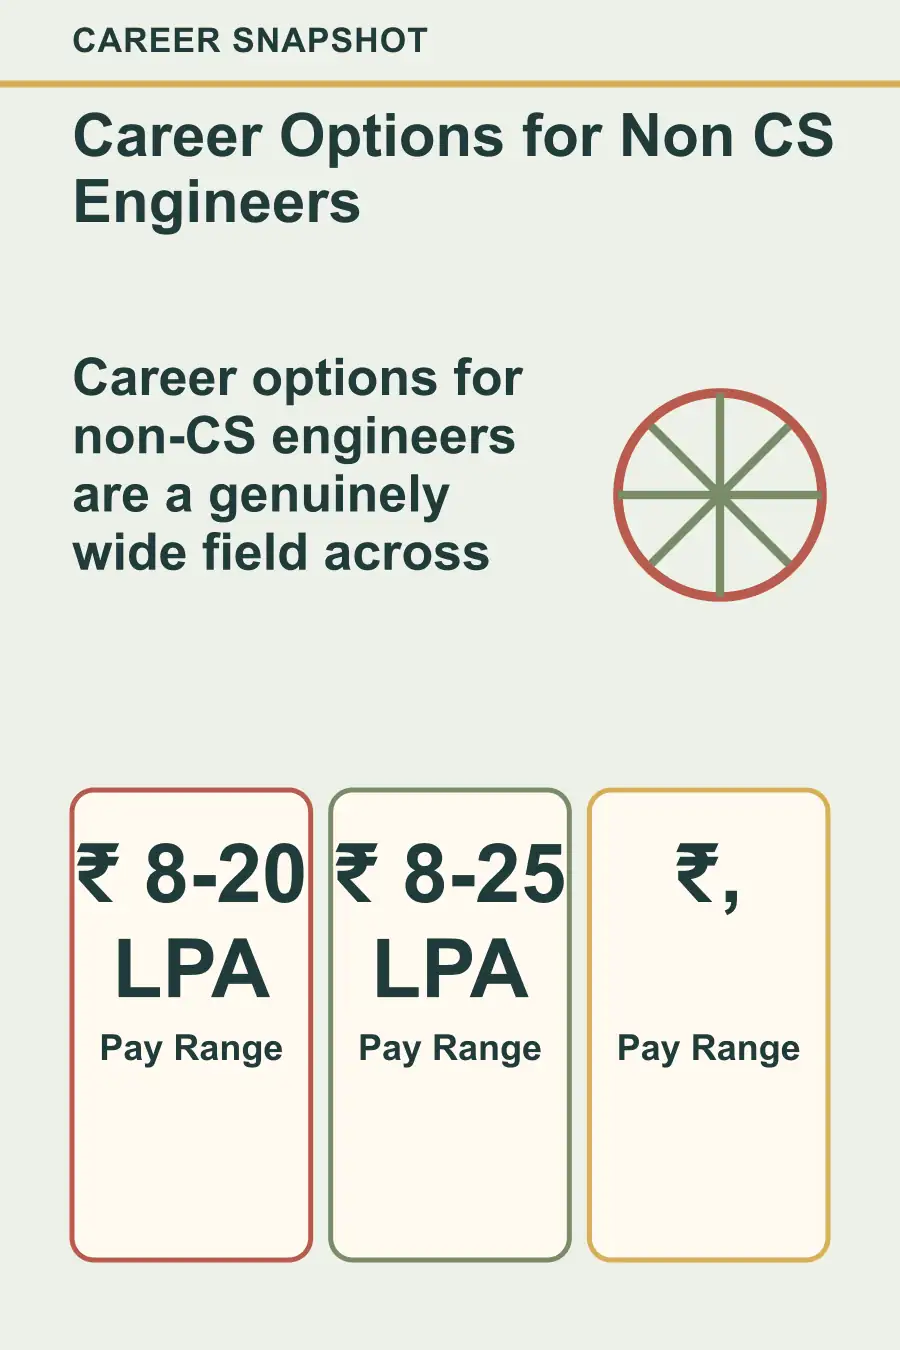 CAREER SNAPSHOT
Career Options for Non CS
Engineers
Career options for
non-CS engineers
are a genuinely
wide field across
₹ 8-20
LPA
Pay Range
₹ 8-25
LPA
Pay Range
₹,
Pay Range